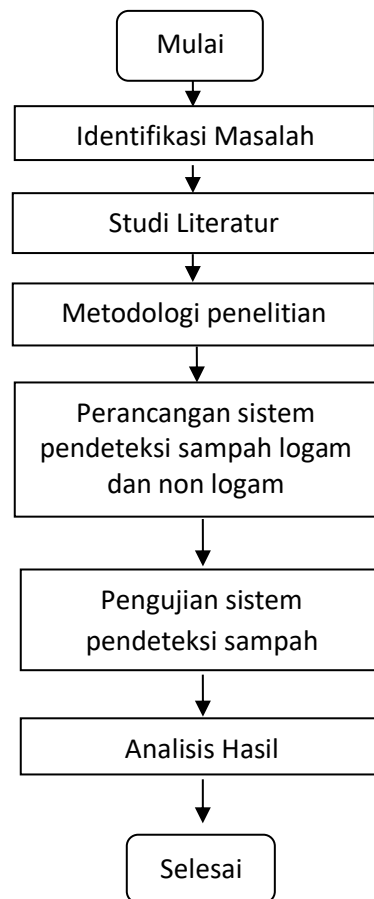 Mulai
Identifikasi Masalah
Studi Literatur
Metodologi penelitian
Perancangan sistem
pendeteksi sampah logam
dan non logam
Pengujian sistem
pendeteksi sampah
Analisis Hasil
Selesai